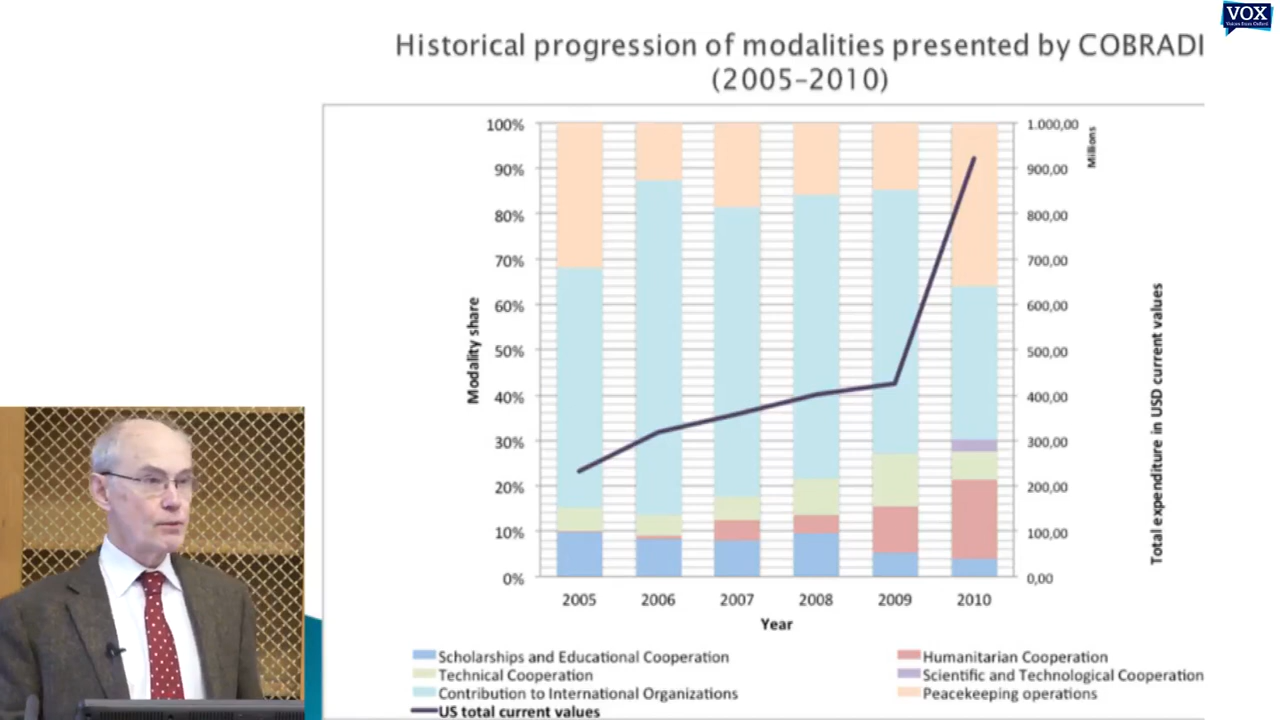 VOX
Voices from Oxford
Historical progression of modalities presented by COBRADI
(2005–2010)
100%
90%
80%
70%
60%
50%
40%
30%
20%
10%
0%
Modality share
1.000,00
900,00
800,00
700,00
600,00
500,00
400,00
300,00
200,00
100,00
0,00
Millions
Total expenditure in USD current values
2005 2006 2007 2008 2009 2010
Year
Scholarships and Educational Cooperation
Humanitarian Cooperation
Technical Cooperation
Scientific and Technological Cooperation
Contribution to International Organizations
Peacekeeping operations
US total current values